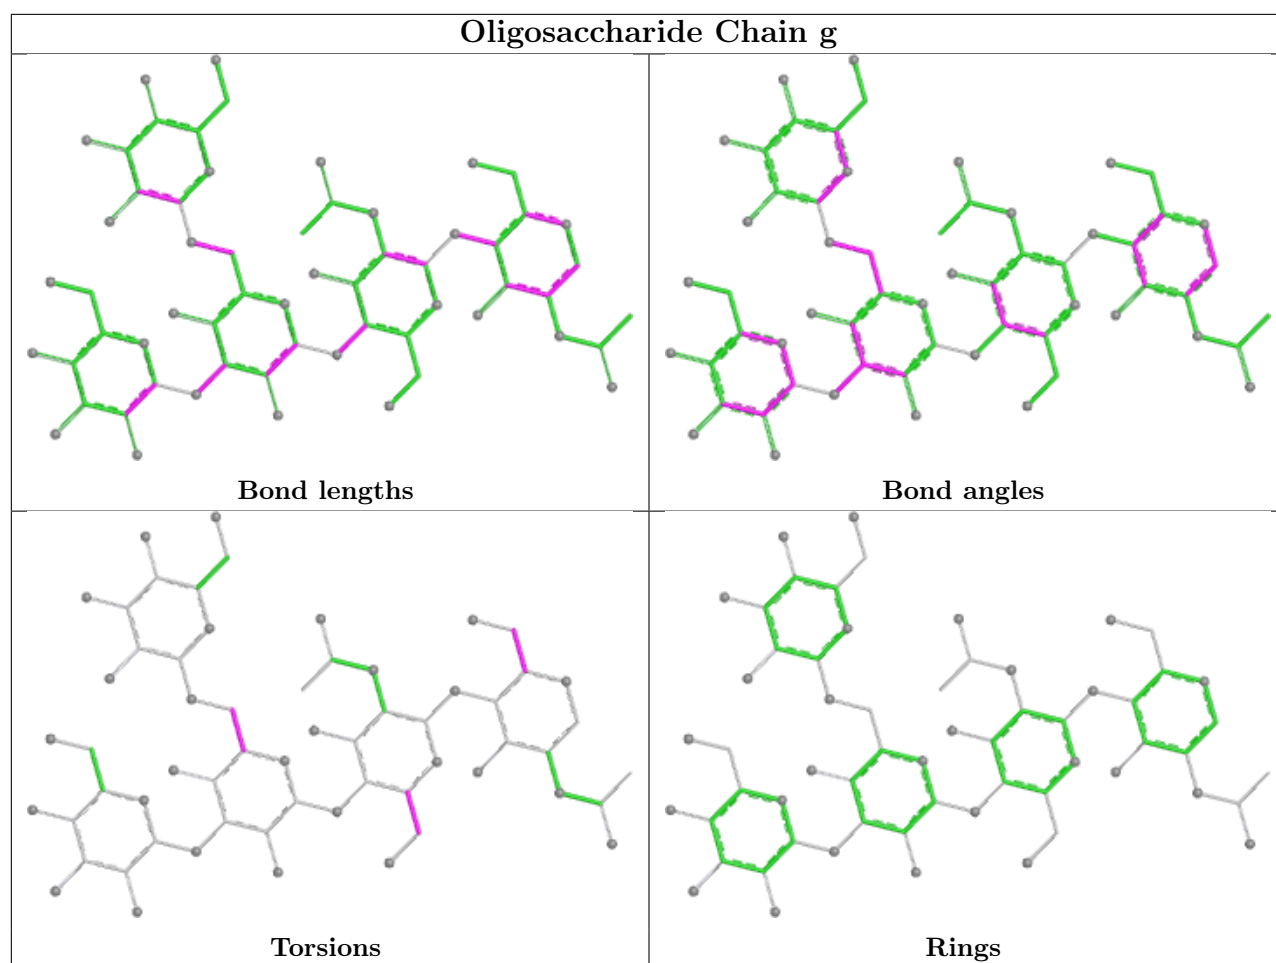 Oligosaccharide Chain g
Bond lengths
Bond angles
Torsions
Rings